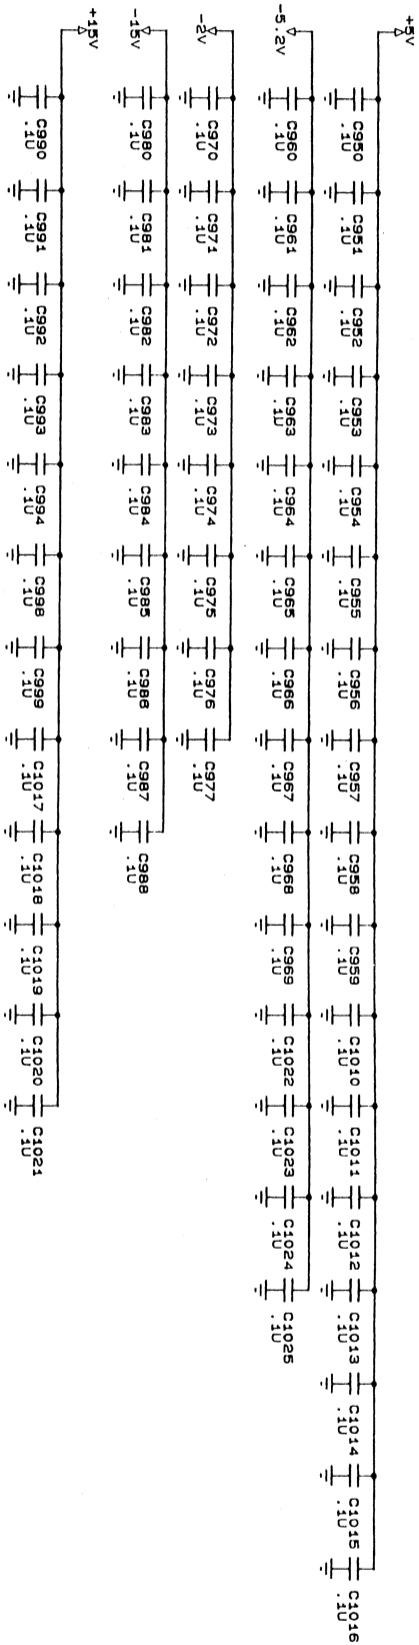 +5V
C950 C951 C952 C953 C954 C955 C956 C957 C958 C959 C1010 C1011 C1012 C1013 C1014 C1015 C1016
.1U .1U .1U .1U .1U .1U .1U .1U .1U .1U .1U .1U .1U .1U .1U .1U .1U
-5.2V
C960 C961 C962 C963 C964 C965 C966 C967 C968 C969 C1022 C1023 C1024 C1025
.1U .1U .1U .1U .1U .1U .1U .1U .1U .1U .1U .1U .1U .1U
-2V
C970 C971 C972 C973 C974 C975 C976 C977
.1U .1U .1U .1U .1U .1U .1U .1U
-15V
C980 C981 C982 C983 C984 C985 C986 C987 C988
.1U .1U .1U .1U .1U .1U .1U .1U .1U
+15V
C990 C991 C992 C993 C994 C998 C999 C1017 C1018 C1019 C1020 C1021
.1U .1U .1U .1U .1U .1U .1U .1U .1U .1U .1U .1U